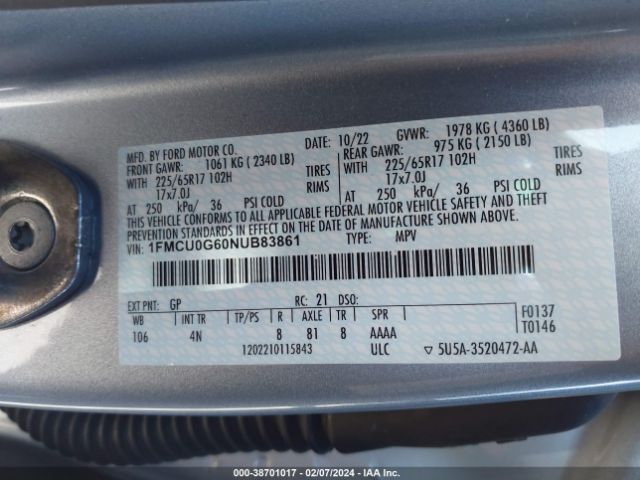 MFD. BY FORD MOTOR CO. DATE: 10/22 GVWR: 1978 KG ( 4360 LB)
FRONT GAWR: 1061 KG ( 2340 LB) REAR GAWR: 975 KG ( 2150 LB)
WITH 225/65R17 102H TIRES WITH 225/65R17 102H TIRES
17x7.0J RIMS 17x7.0J RIMS
AT 250 kPa/ 36 PSI COLD AT 250 kPa/ 36 PSI COLD
THIS VEHICLE CONFORMS TO ALL APPLICABLE FEDERAL MOTOR VEHICLE SAFETY AND THEFT
PREVENTION STANDARDS IN EFFECT ON THE DATE OF MANUFACTURE SHOWN ABOVE.
VIN: 1FMCU0G60NUB83861 TYPE: MPV
EXT PNT: GP RC: 21 DSO:
WB INT TR TP/PS R AXLE TR SPR F0137
106 4N 8 81 8 AAAA T0146
1202210115843 ULC ▽ 5U5A-3520472-AA
000-38701017 - 02/07/2024 - IAA Inc.